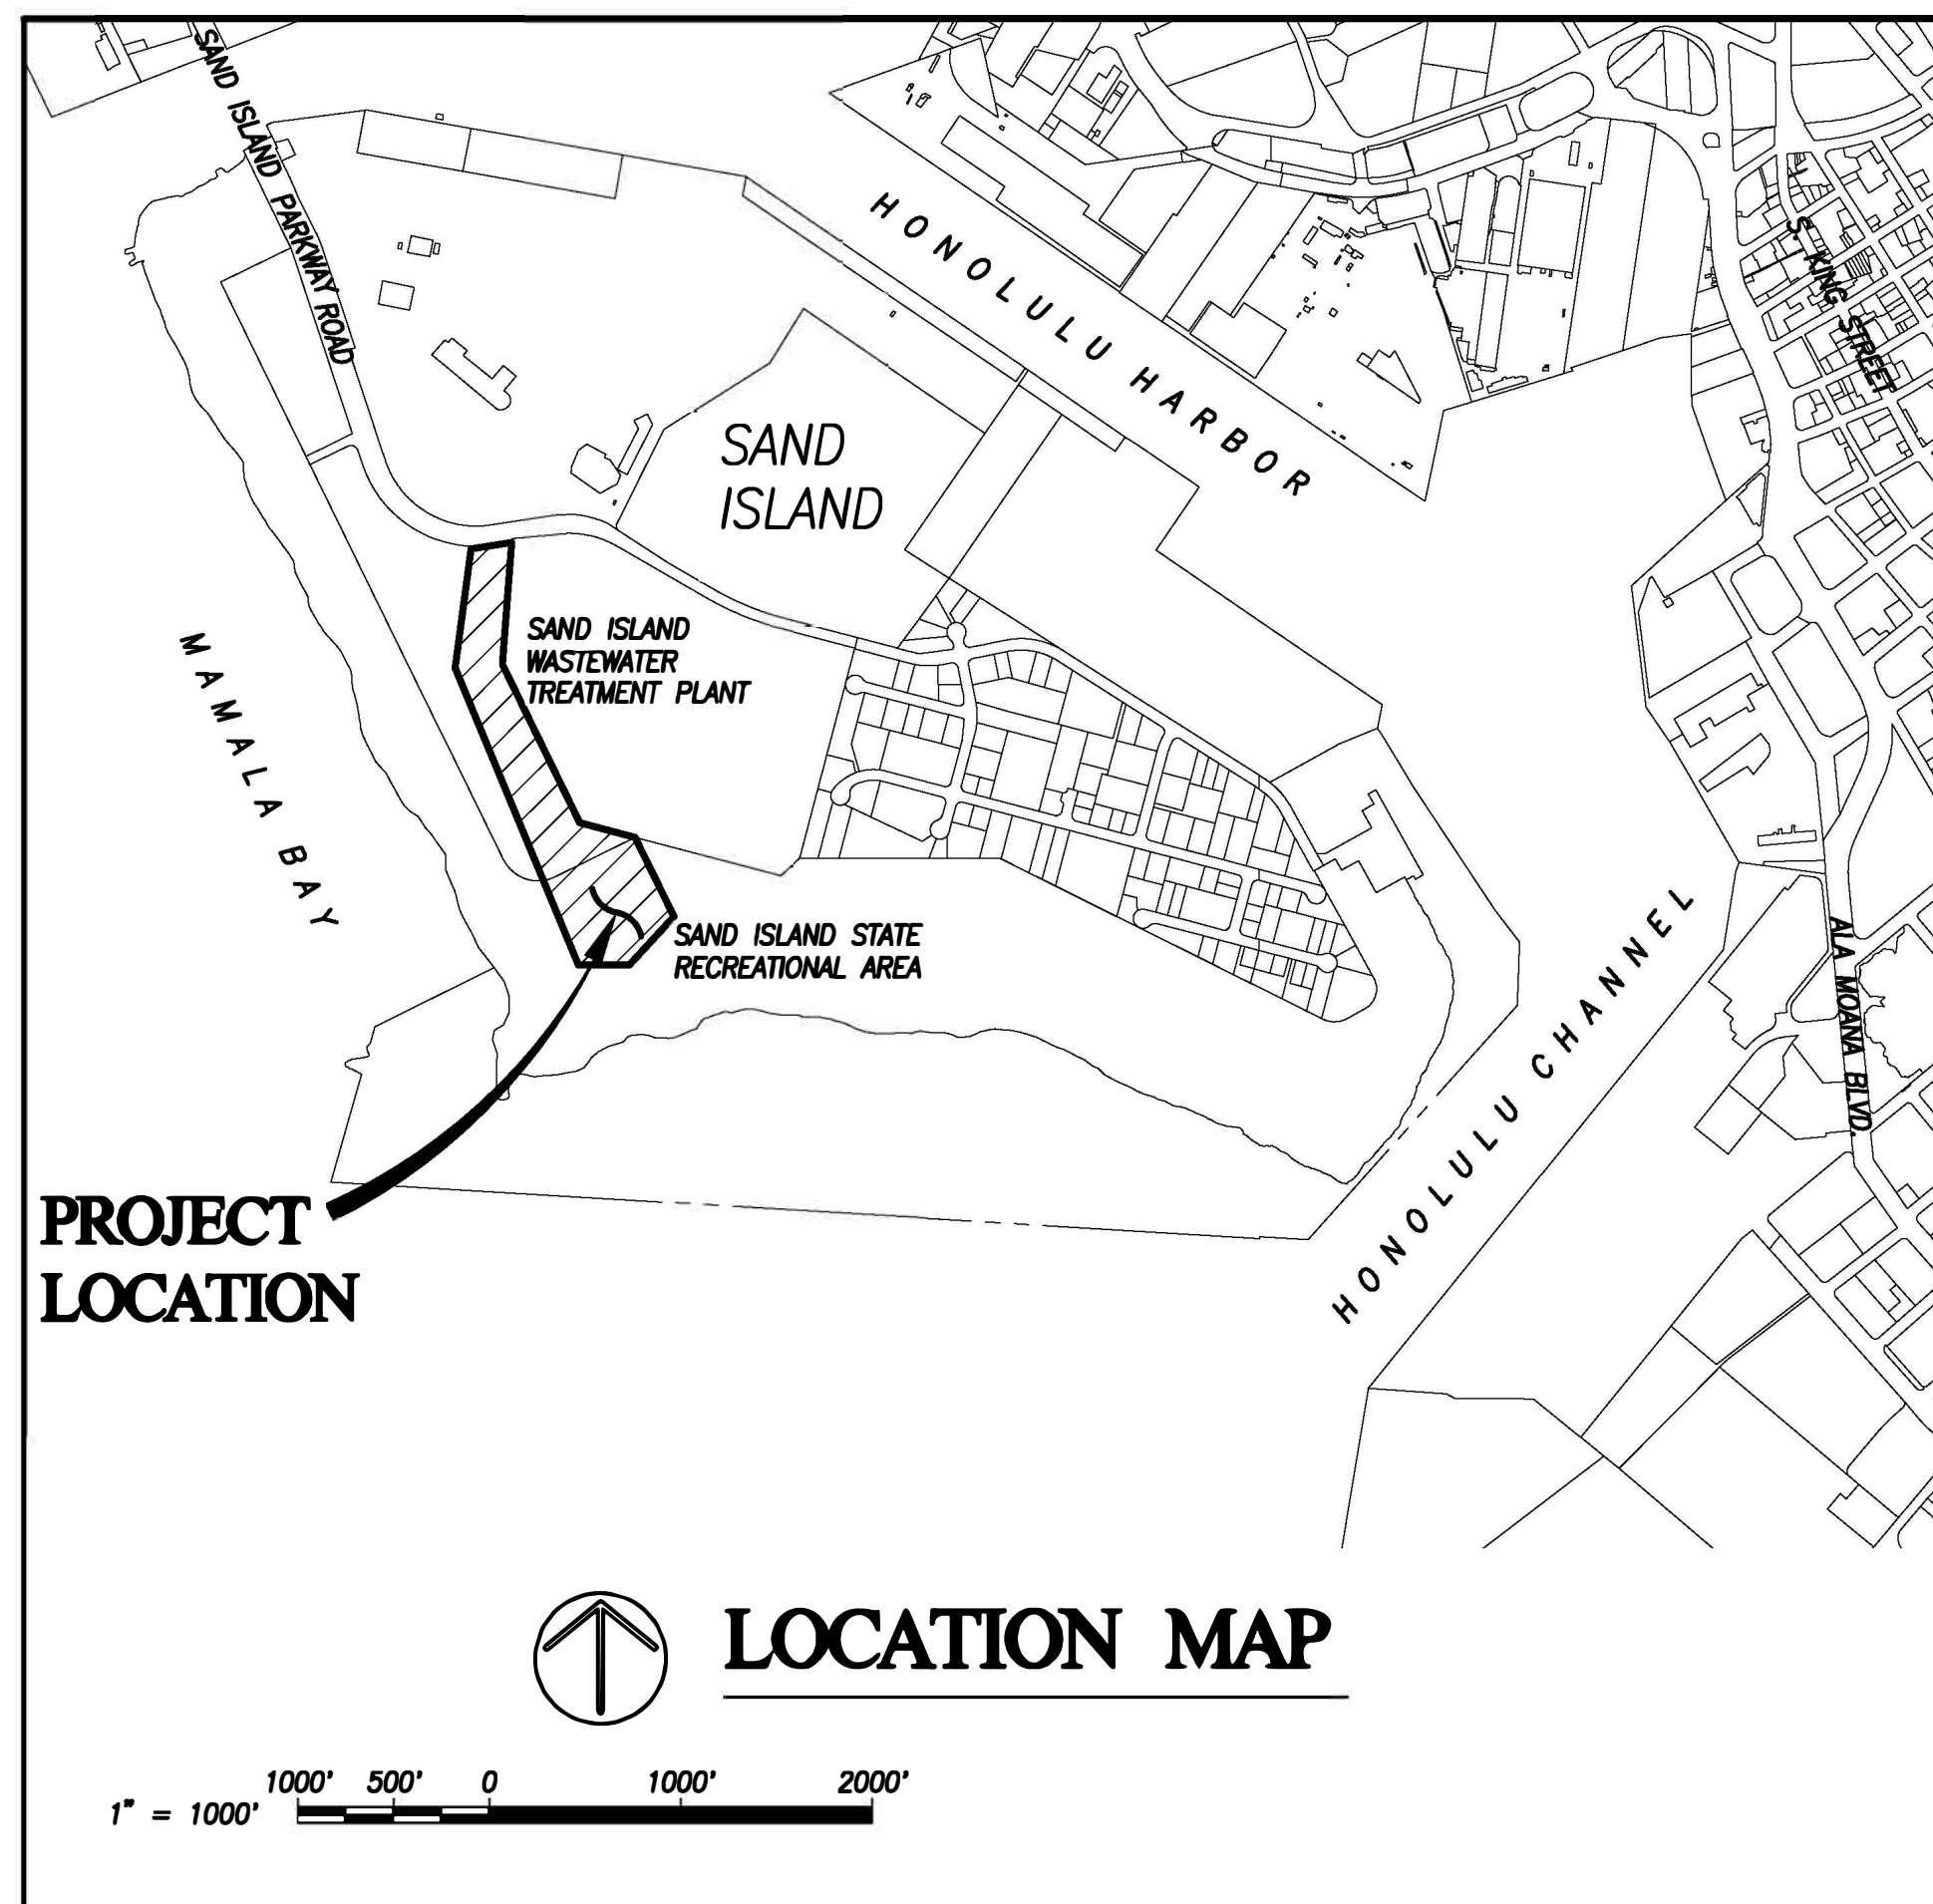 SAND ISLAND PARKWAY ROAD
HONOLULU HARBOR
S. KING STREET
SAND
ISLAND
SAND ISLAND
WASTEWATER
TREATMENT PLANT
MAMALA BAY
SAND ISLAND STATE
RECREATIONAL AREA
HONOLULU CHANNEL
ALA MOANA BLVD.
PROJECT
LOCATION
LOCATION MAP
1000' 500' 0 1000' 2000'
1" = 1000'